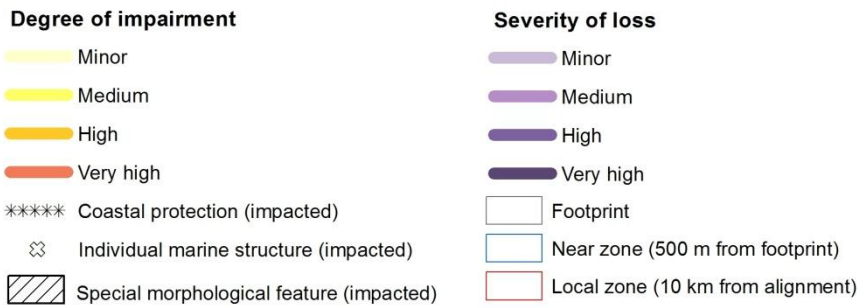 Degree of impairment
Minor
Medium
High
Very high
Coastal protection (impacted)
Individual marine structure (impacted)
Special morphological feature (impacted)
Severity of loss
Minor
Medium
High
Very high
Footprint
Near zone (500 m from footprint)
Local zone (10 km from alignment)